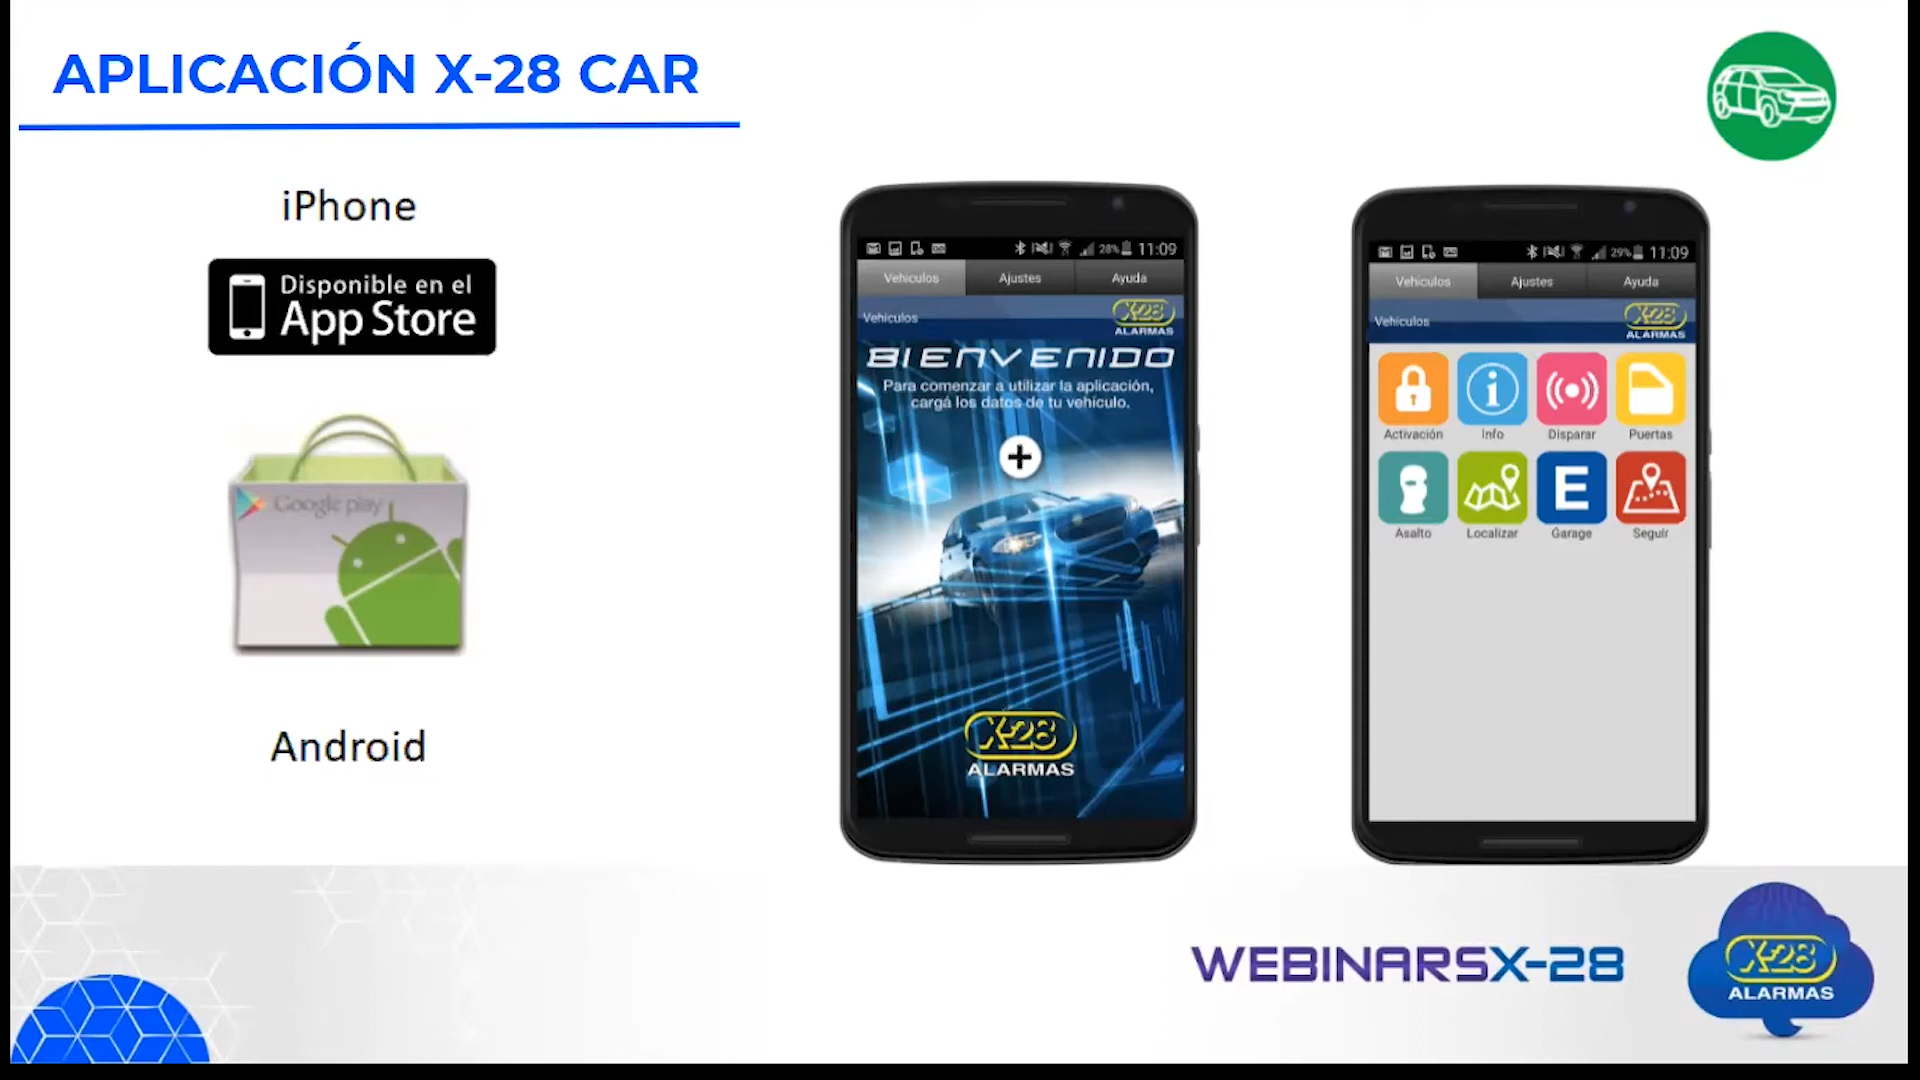 APLICACIÓN X-28 CAR
iPhone
Disponible en el
App Store
Google play
Android
28% 11:09
Vehiculos Ajustes Ayuda
Vehiculos
X-28
ALARMAS
BIENVENIDO
Para comenzar a utilizar la aplicación,
cargá los datos de tu vehículo.
X-28
ALARMAS
29% 11:09
Vehiculos Ajustes Ayuda
Vehiculos
X-28
ALARMAS
Activación Info Disparar Puertas
E
Asalto Localizar Garage Seguir
WEBINARSX-28
X-28
ALARMAS